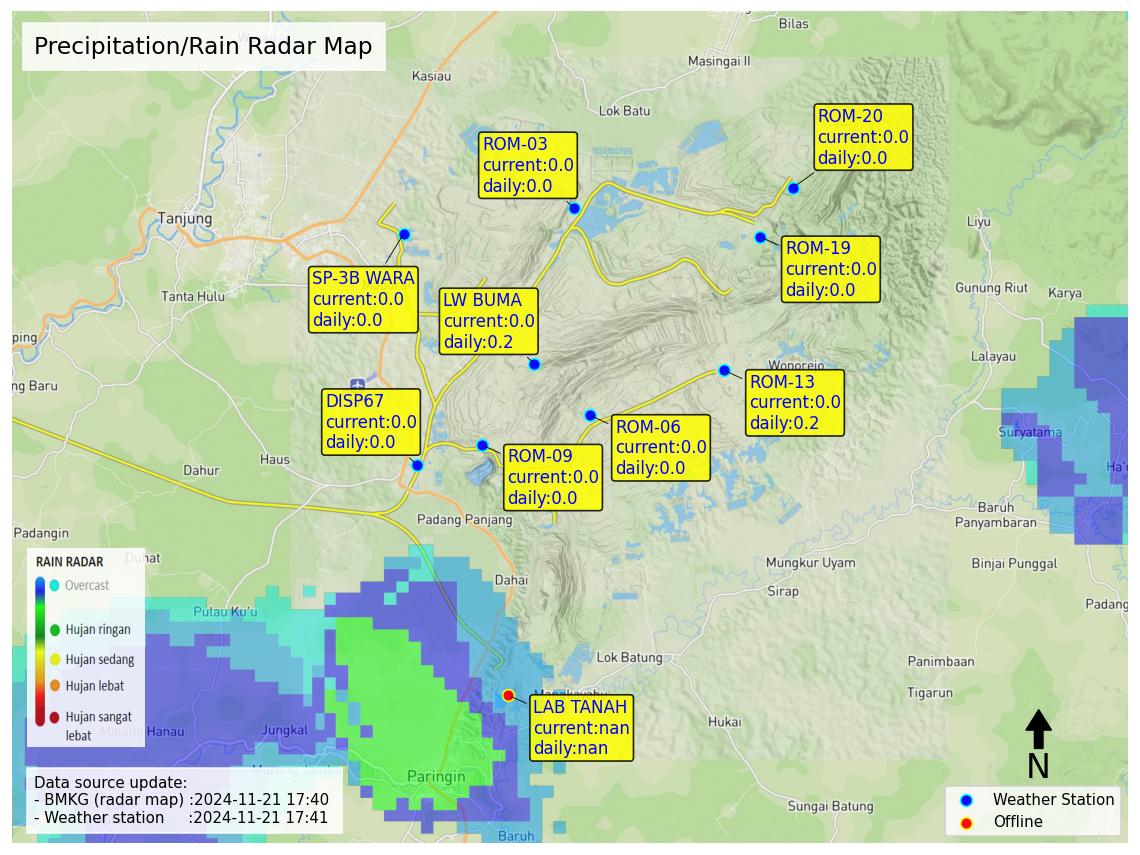 Precipitation/Rain Radar Map
Bilas
Masingai II
Kasiau
Lok Batu
ROM-20
current:0.0
daily:0.0
ROM-03
current:0.0
daily:0.0
Tanjung
Liyu
ROM-19
current:0.0
daily:0.0
SP-3B WARA
current:0.0
daily:0.0
Tanta Hulu
LW BUMA
current:0.0
daily:0.2
Gunung Riut
Karya
ping
Lalayau
Wonorejo
ng Baru
ROM-13
current:0.0
daily:0.2
DISP67
current:0.0
daily:0.0
ROM-06
current:0.0
daily:0.0
Suryatama
Haus
Dahur
ROM-09
current:0.0
daily:0.0
Ha'u
Baruh
Panyambaran
Padang Panjang
Padangin
Duhat
Mungkur Uyam
Binjai Punggal
Dahai
Sirap
Padang
Pulau Ku'u
RAIN RADAR
Overcast
Hujan ringan
Hujan sedang
Hujan lebat
Hujan sangat
lebat
Lok Batung
Panimbaan
Tigarun
LAB TANAH
current:nan
daily:nan
Hukai
Jungkal
Paringin
Sungai Batung
Baruh
Data source update:
- BMKG (radar map) :2024-11-21 17:40
- Weather station :2024-11-21 17:41
N
Weather Station
Offline